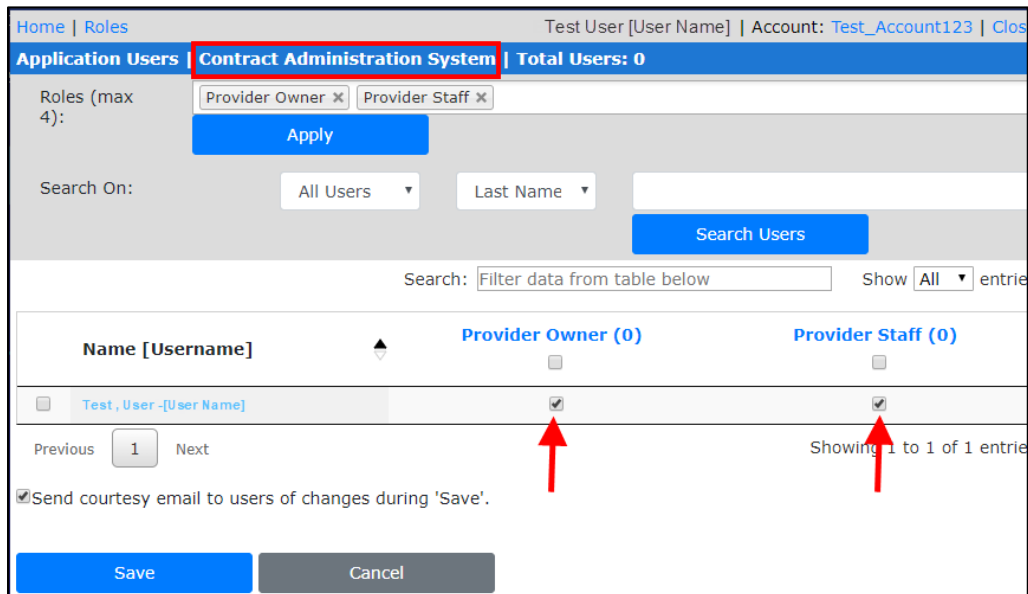 Home | Roles Test User [User Name] | Account: Test_Account123 | Clos
Application Users | Contract Administration System | Total Users: 0
Roles (max 4): Provider Owner × Provider Staff ×
Apply
Search On: All Users Last Name
Search Users
Search: Filter data from table below Show All entrie
Name [Username] Provider Owner (0) Provider Staff (0)
Test , User -[User Name]
Previous 1 Next Showing 1 to 1 of 1 entrie
Send courtesy email to users of changes during 'Save'.
Save Cancel